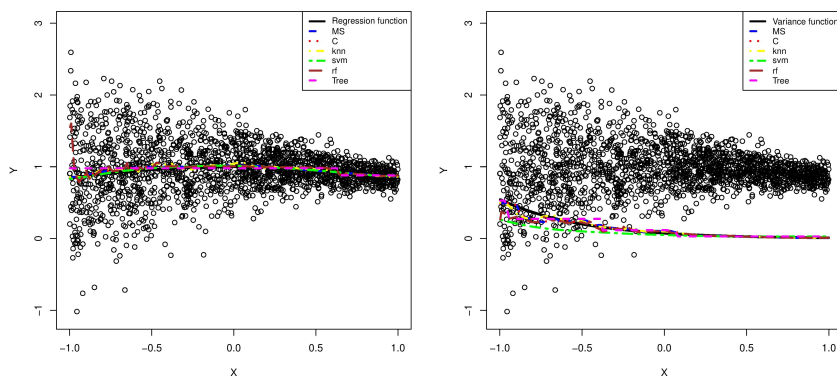 Regression function
MS
C
knn
svm
rf
Tree
3
2
1
0
−1
Y
−1.0 −0.5 0.0 0.5 1.0
X
Variance function
MS
C
knn
svm
rf
Tree
3
2
1
0
−1
Y
−1.0 −0.5 0.0 0.5 1.0
X